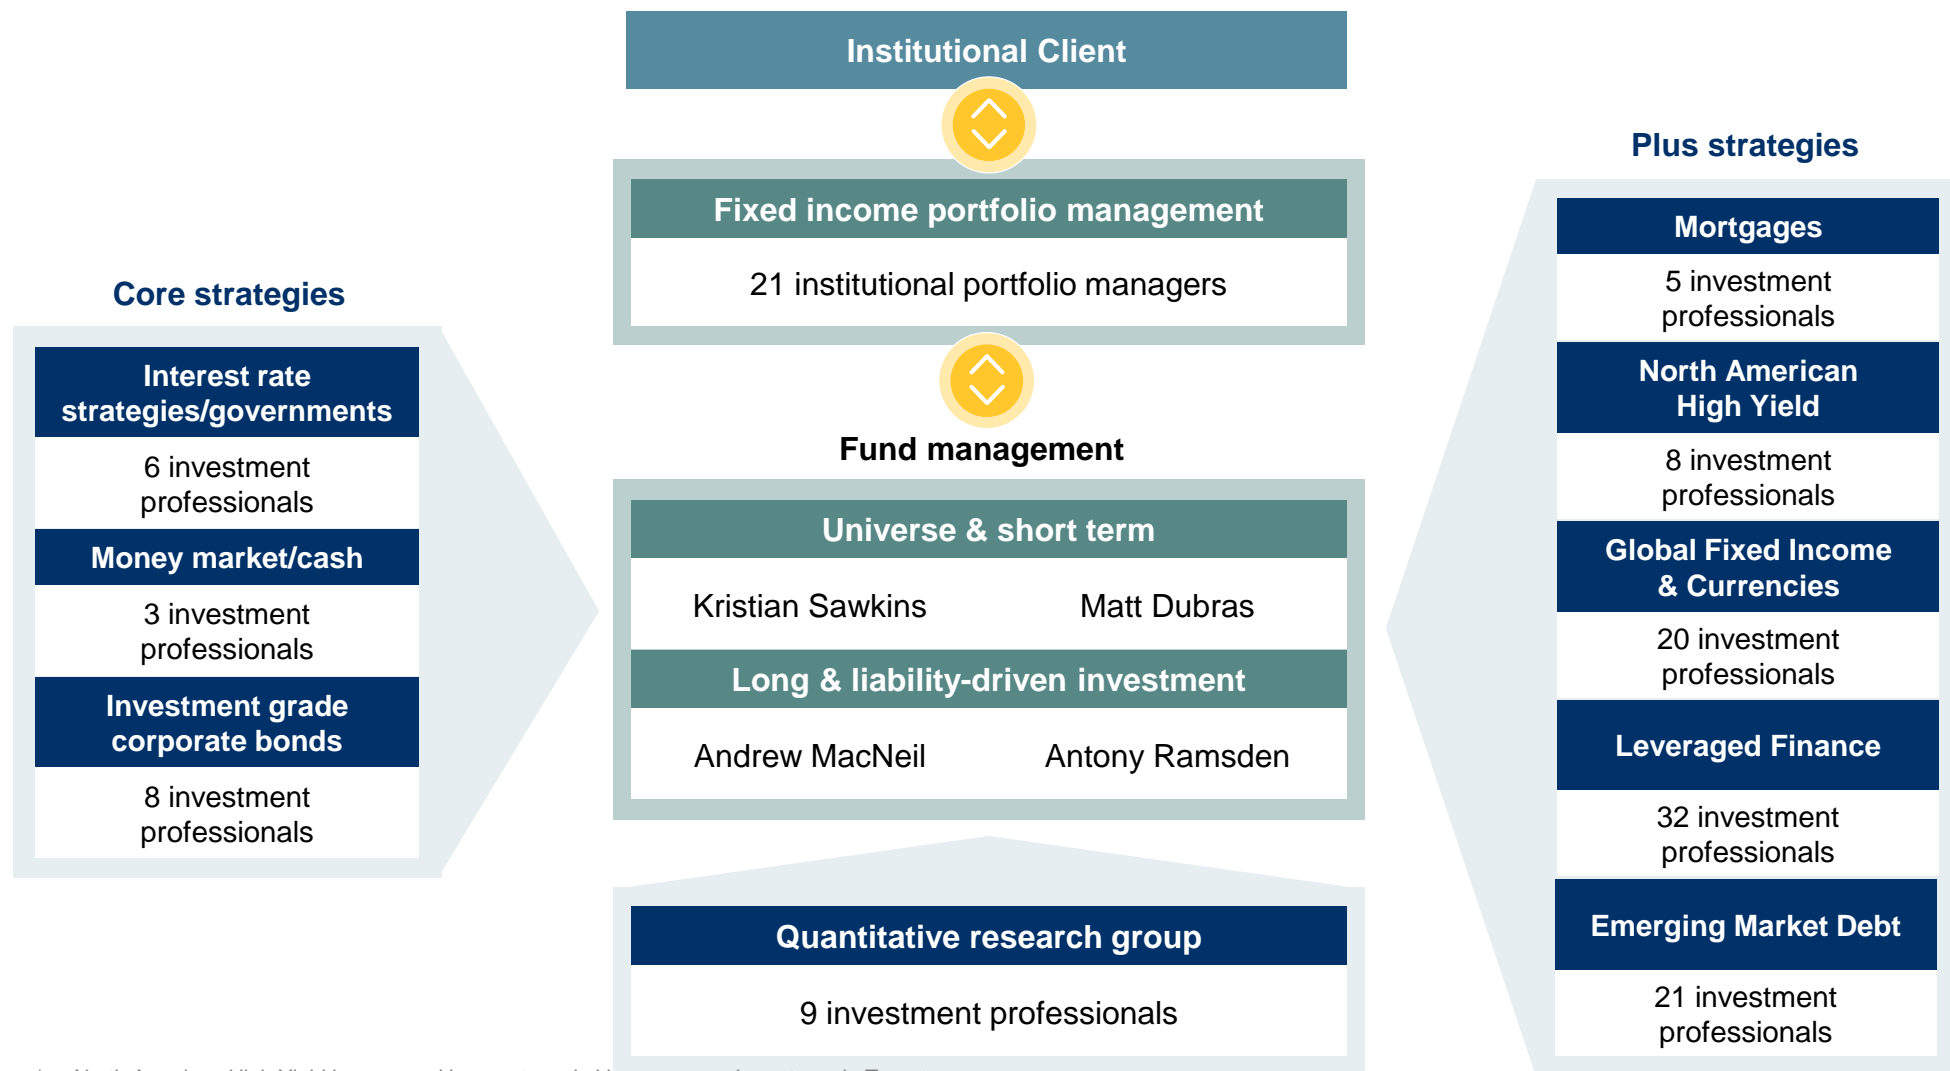 Institutional Client
Fixed income portfolio management
21 institutional portfolio managers
Fund management
Universe & short term
Kristian Sawkins Matt Dubras
Long & liability-driven investment
Andrew MacNeil Antony Ramsden
Quantitative research group
9 investment professionals
Core strategies
Interest rate
strategies/governments
6 investment
professionals
Money market/cash
3 investment
professionals
Investment grade
corporate bonds
8 investment
professionals
Plus strategies
Mortgages
5 investment
professionals
North American
High Yield
8 investment
professionals
Global Fixed Income
& Currencies
20 investment
professionals
Leveraged Finance
32 investment
professionals
Emerging Market Debt
21 investment
professionals